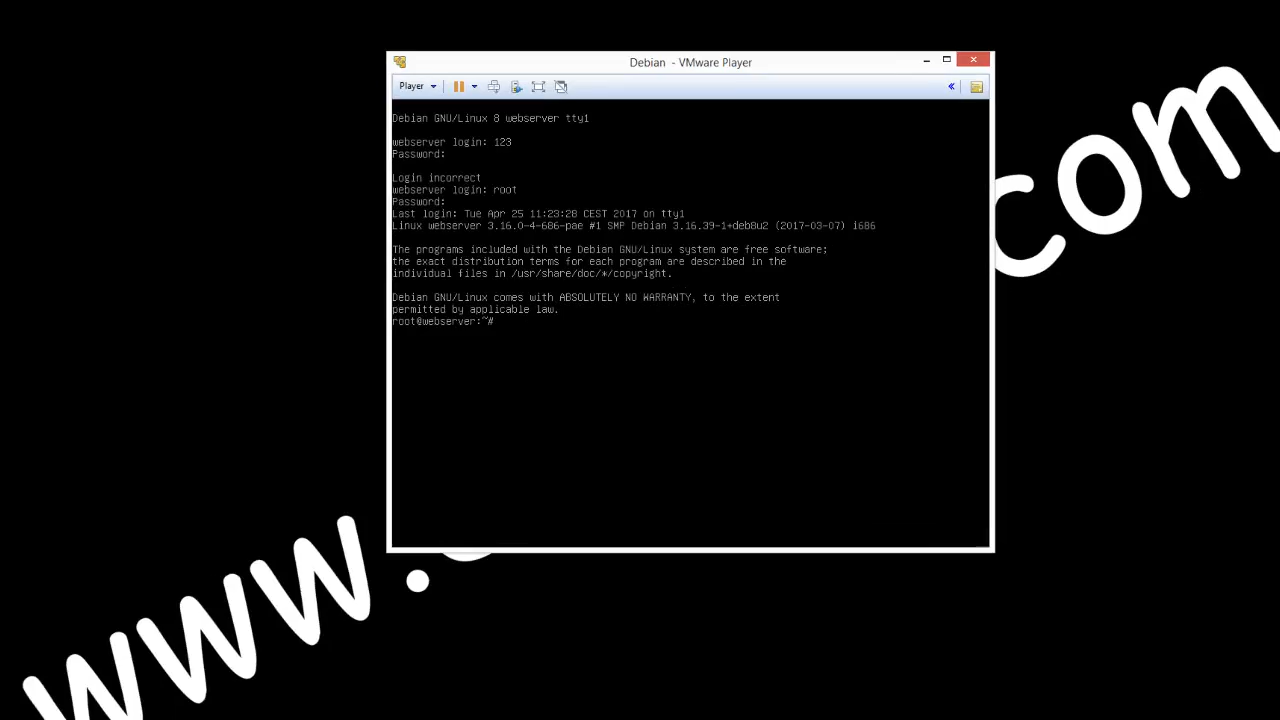 Debian - VMware Player
Player
Debian GNU/Linux 8 webserver tty1
webserver login: 123
Password:
Login incorrect
webserver login: root
Password:
Last login: Tue Apr 25 11:23:28 CEST 2017 on tty1
Linux webserver 3.16.0-4-686-pae #1 SMP Debian 3.16.39-1+deb8u2 (2017-03-07) i686
The programs included with the Debian GNU/Linux system are free software;
the exact distribution terms for each program are described in the
individual files in /usr/share/doc/*/copyright.
Debian GNU/Linux comes with ABSOLUTELY NO WARRANTY, to the extent
permitted by applicable law.
root@webserver:~#
www.
com